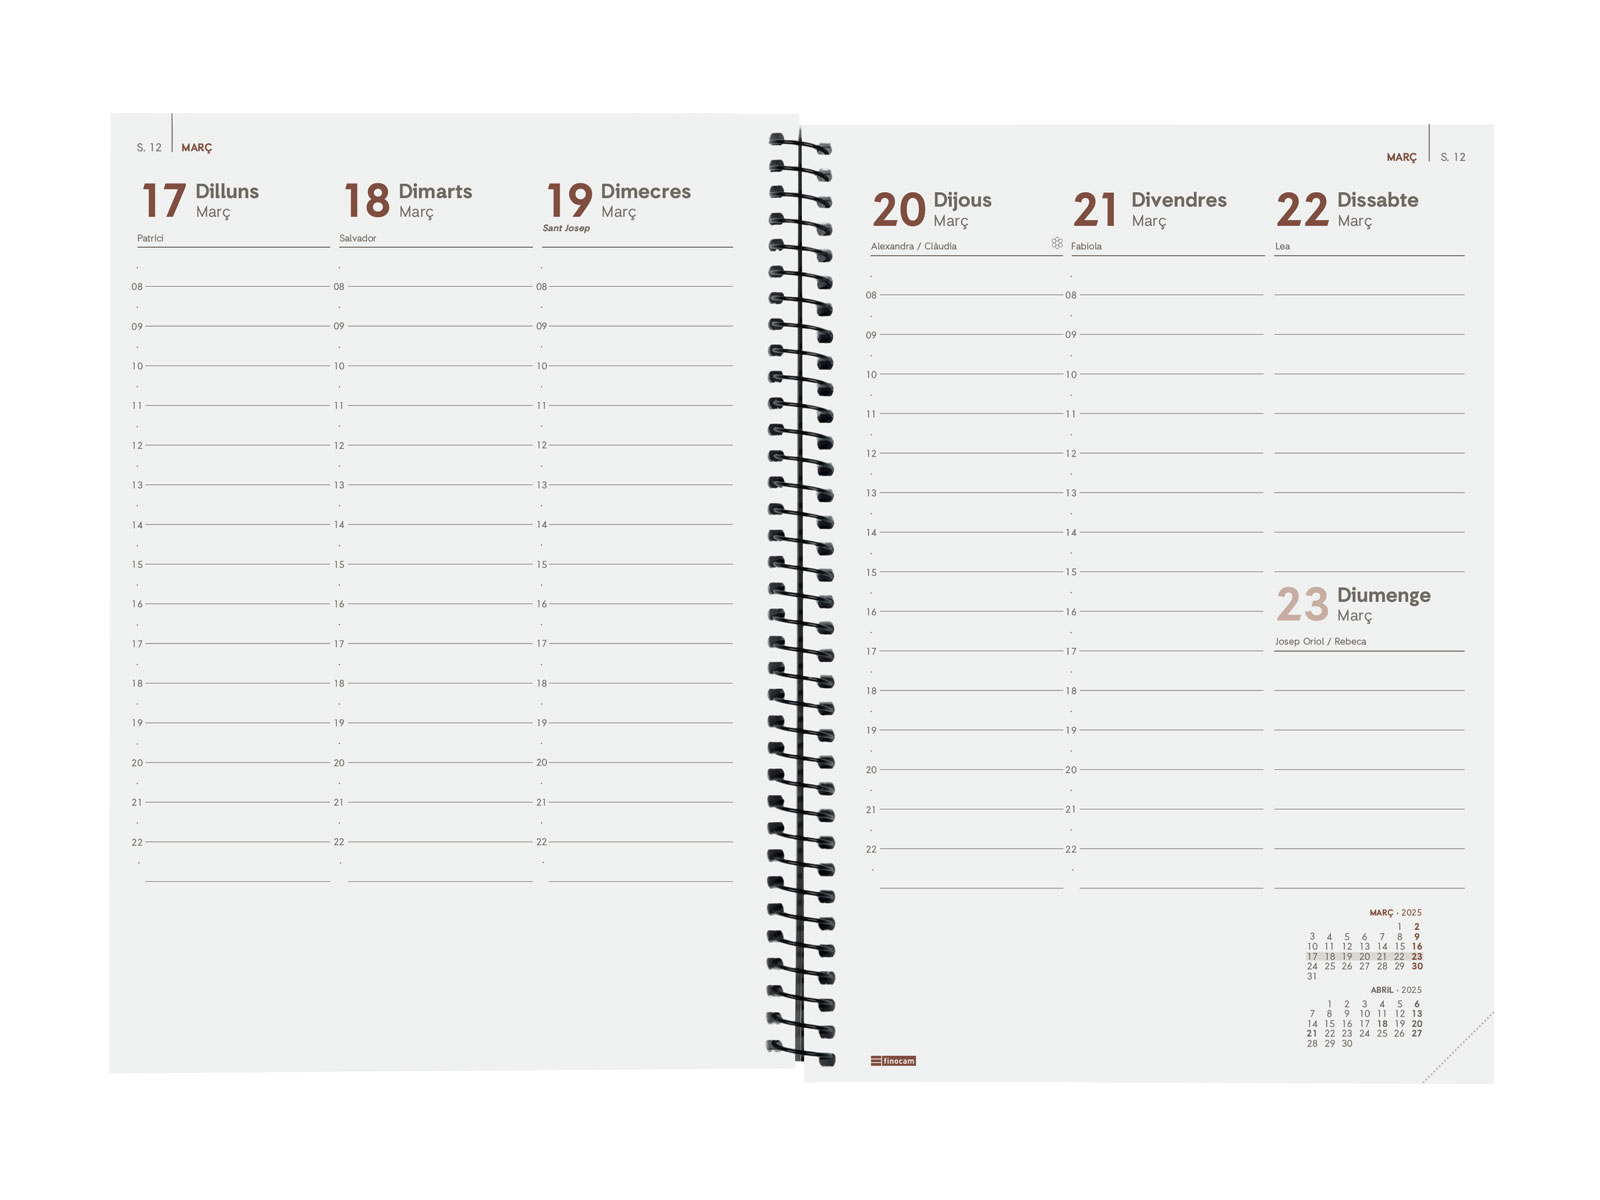 S. 12 MARÇ
17 Dilluns
Març
Patrici
08
09
10
11
12
13
14
15
16
17
18
19
20
21
22
18 Dimarts
Març
Salvador
08
09
10
11
12
13
14
15
16
17
18
19
20
21
22
19 Dimecres
Març
Sant Josep
08
09
10
11
12
13
14
15
16
17
18
19
20
21
22
MARÇ S. 12
20 Dijous
Març
Alexandra / Clàudia
08
09
10
11
12
13
14
15
16
17
18
19
20
21
22
21 Divendres
Març
Fabiola
08
09
10
11
12
13
14
15
16
17
18
19
20
21
22
22 Dissabte
Març
Lea
23 Diumenge
Març
Josep Oriol / Rebeca
MARÇ · 2025
1 2
3 4 5 6 7 8 9
10 11 12 13 14 15 16
17 18 19 20 21 22 23
24 25 26 27 28 29 30
31
ABRIL · 2025
1 2 3 4 5 6
7 8 9 10 11 12 13
14 15 16 17 18 19 20
21 22 23 24 25 26 27
28 29 30
finocam